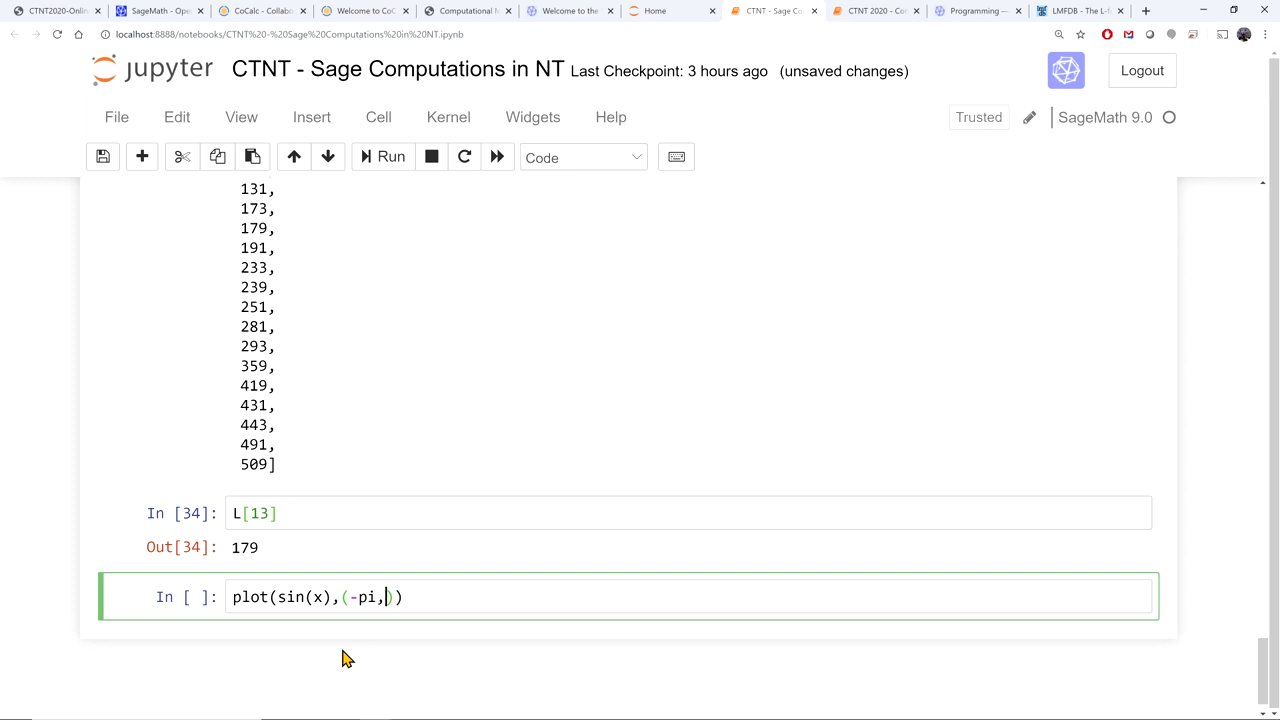 CTNT2020-Onlin
SageMath - Ope
CoCalc - Collabo
Welcome to CoC
Computational N
Welcome to the
Home
CTNT - Sage Co
CTNT 2020 - Co
Programming —
LMFDB - The L-f
localhost:8888/notebooks/CTNT%20-%20Sage%20Computations%20in%20NT.ipynb
jupyter CTNT - Sage Computations in NT Last Checkpoint: 3 hours ago (unsaved changes) Logout
File Edit View Insert Cell Kernel Widgets Help Trusted SageMath 9.0
Run Code
131,
173,
179,
191,
233,
239,
251,
281,
293,
359,
419,
431,
443,
491,
509]
In [34]: L[13]
Out[34]: 179
In [ ]: plot(sin(x),(-pi,))